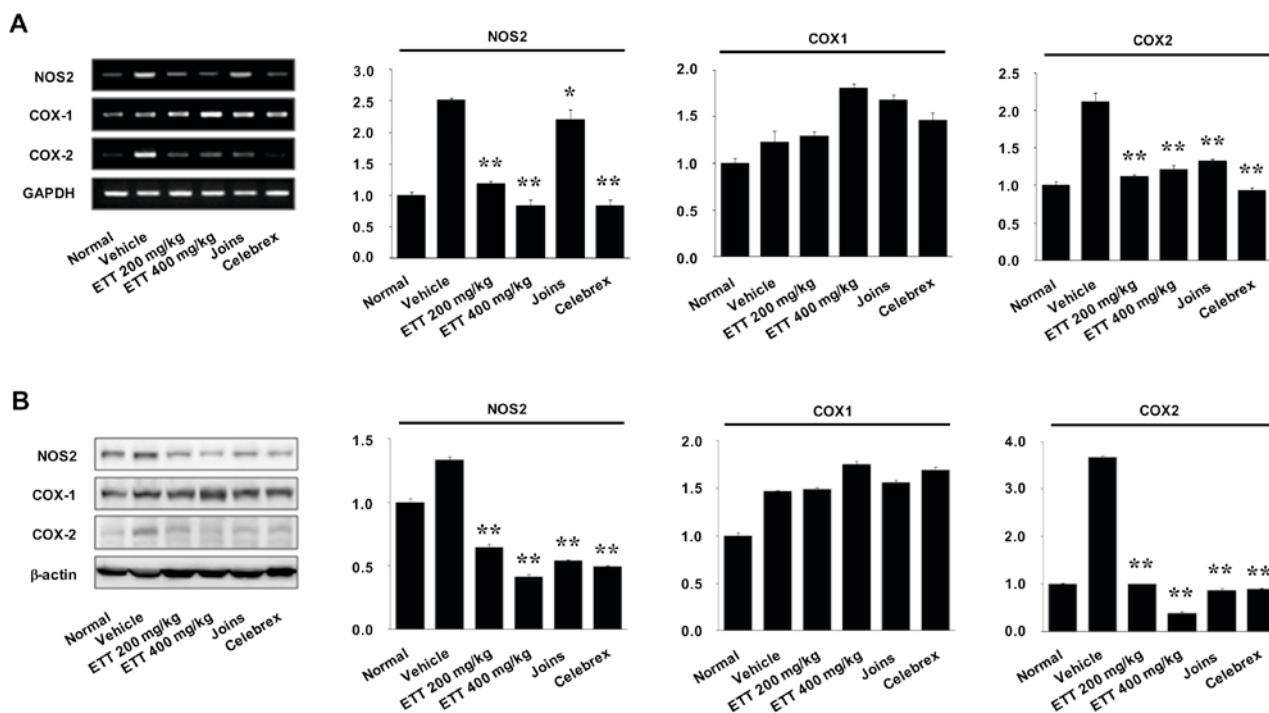 A
NOS2
COX-1
COX-2
GAPDH
Normal
Vehicle
ETT 200 mg/kg
ETT 400 mg/kg
Joins
Celebrex
NOS2
3.0
2.5
2.0
1.5
1.0
0.5
0.0
**
**
*
**
Normal
Vehicle
ETT 200 mg/kg
ETT 400 mg/kg
Joins
Celebrex
COX1
2.0
1.5
1.0
0.5
0.0
Normal
Vehicle
ETT 200 mg/kg
ETT 400 mg/kg
Joins
Celebrex
COX2
3.0
2.0
1.0
0.0
**
**
**
**
Normal
Vehicle
ETT 200 mg/kg
ETT 400 mg/kg
Joins
Celebrex
B
NOS2
COX-1
COX-2
β-actin
Normal
Vehicle
ETT 200 mg/kg
ETT 400 mg/kg
Joins
Celebrex
NOS2
1.5
1.0
0.5
0.0
**
**
**
**
Normal
Vehicle
ETT 200 mg/kg
ETT 400 mg/kg
Joins
Celebrex
COX1
2.0
1.5
1.0
0.5
0.0
Normal
Vehicle
ETT 200 mg/kg
ETT 400 mg/kg
Joins
Celebrex
COX2
4.0
3.0
2.0
1.0
0.0
**
**
**
**
Normal
Vehicle
ETT 200 mg/kg
ETT 400 mg/kg
Joins
Celebrex